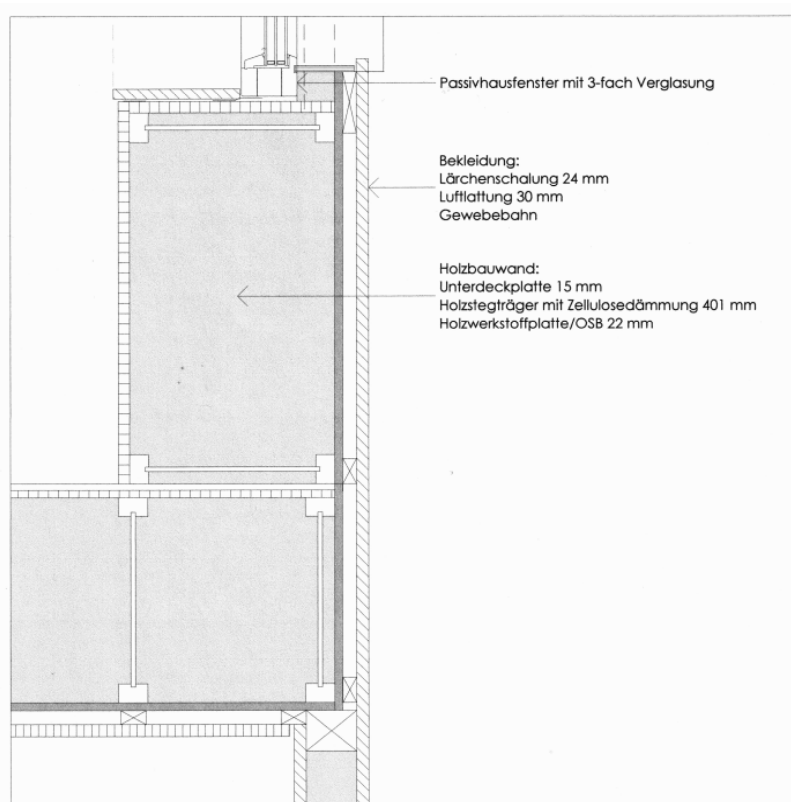 Passivhausfenster mit 3-fach Verglasung
Bekleidung:
Lärchenschalung 24 mm
Luftlattung 30 mm
Gewebebahn
Holzbauwand:
Unterdeckplatte 15 mm
Holzstegträger mit Zellulosedämmung 401 mm
Holzwerkstoffplatte/OSB 22 mm